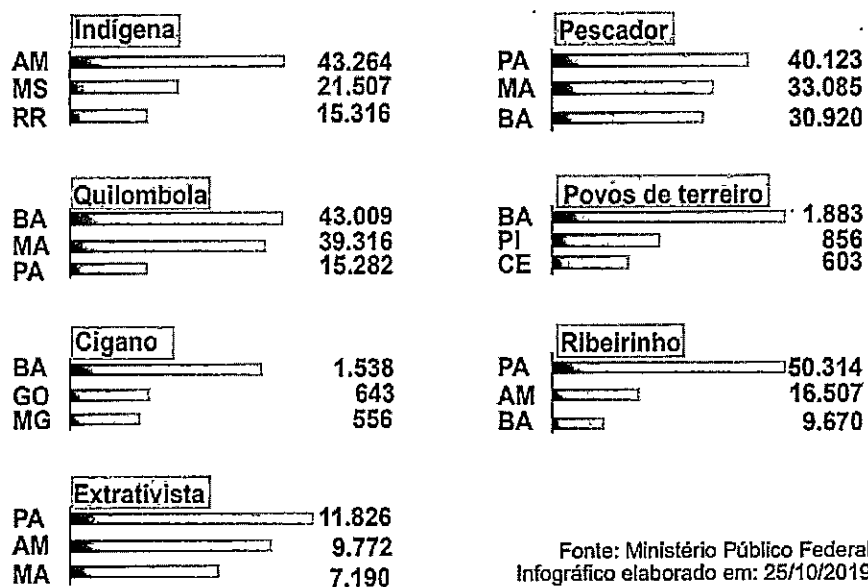 Indígena
AM 43.264
MS 21.507
RR 15.316
Quilombola
BA 43.009
MA 39.316
PA 15.282
Cigano
BA 1.538
GO 643
MG 556
Extrativista
PA 11.826
AM 9.772
MA 7.190
Pescador
PA 40.123
MA 33.085
BA 30.920
Povos de terreiro
BA 1.883
PI 856
CE 603
Ribeirinho
PA 50.314
AM 16.507
BA 9.670
Fonte: Ministério Público Federal
Infográfico elaborado em: 25/10/2019